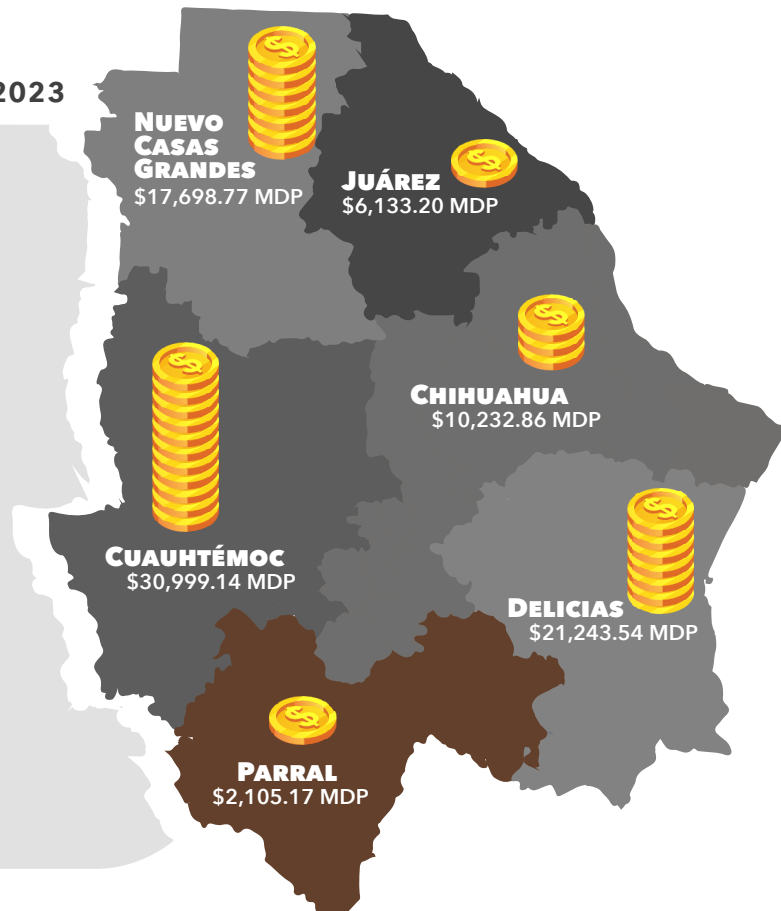 2023
NUEVO
CASAS
GRANDES
$17,698.77 MDP
JUÁREZ
$6,133.20 MDP
CHIHUAHUA
$10,232.86 MDP
CUAUHTÉMOC
$30,999.14 MDP
DELICIAS
$21,243.54 MDP
PARRAL
$2,105.17 MDP